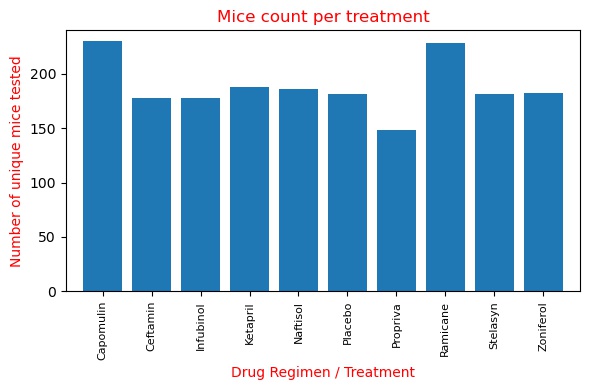 Mice count per treatment
Number of unique mice tested
200
150
100
50
0
Capomulin
Ceftamin
Infubinol
Ketapril
Naftisol
Placebo
Propriva
Ramicane
Stelasyn
Zoniferol
Drug Regimen / Treatment